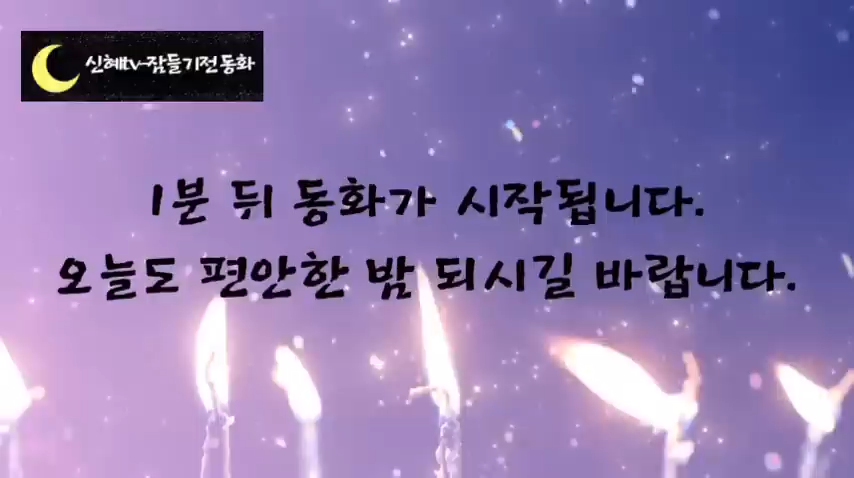 신혜tv-잠들기전동화
1분 뒤 동화가 시작됩니다.
오늘도 편안한 밤 되시길 바랍니다.